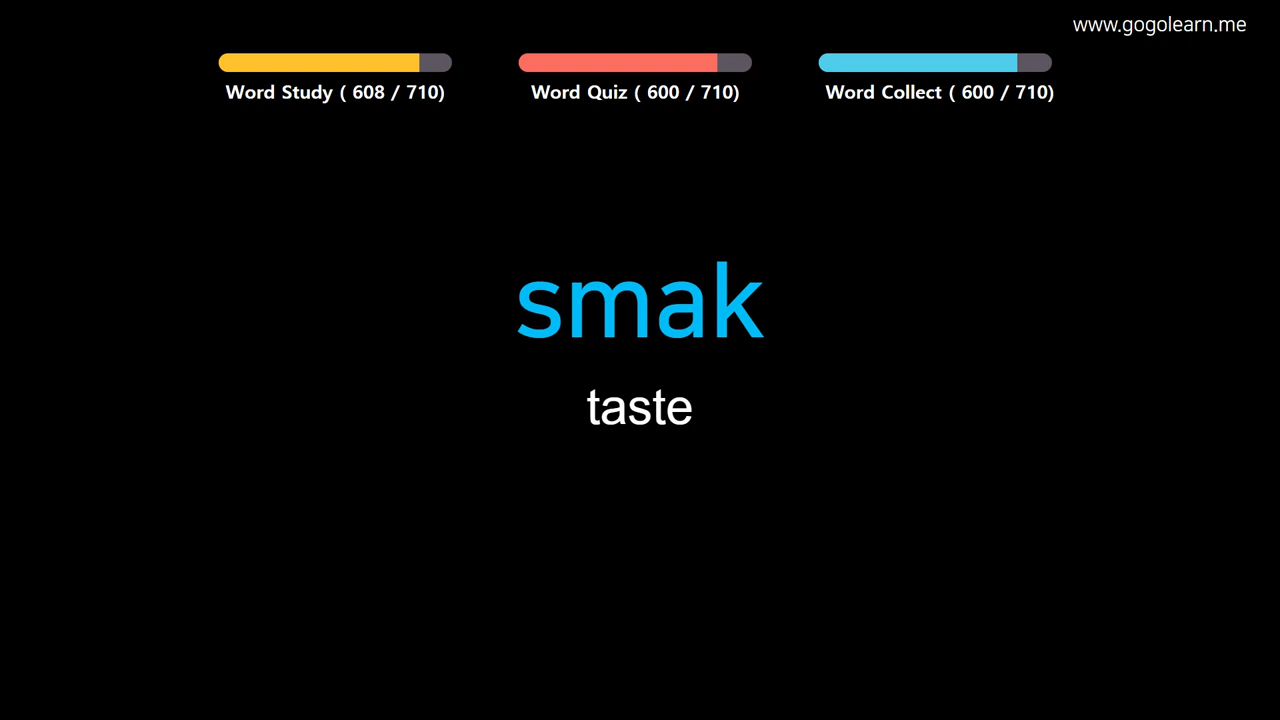 www.gogolearn.me
Word Study ( 608 / 710)
Word Quiz ( 600 / 710)
Word Collect ( 600 / 710)
smak
taste